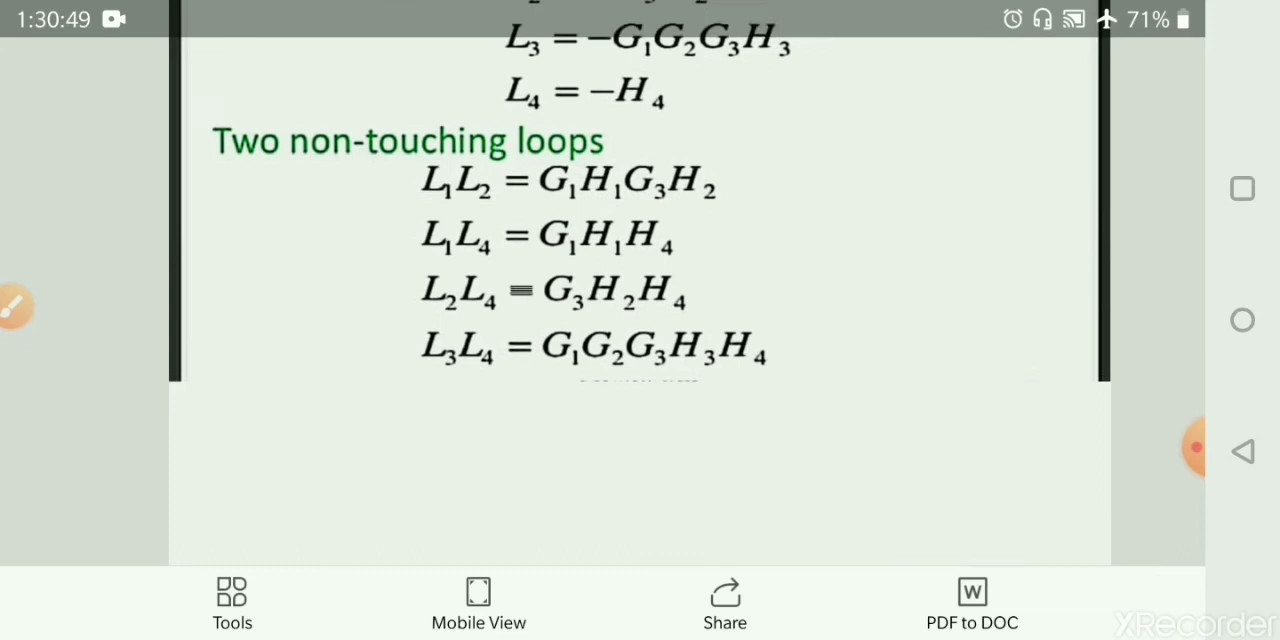 1:30:49 71%
L₃ = −G₁G₂G₃H₃
L₄ = −H₄
Two non-touching loops
L₁L₂ = G₁H₁G₃H₂
L₁L₄ = G₁H₁H₄
L₂L₄ = G₃H₂H₄
L₃L₄ = G₁G₂G₃H₃H₄
Tools Mobile View Share PDF to DOC
XRecorder